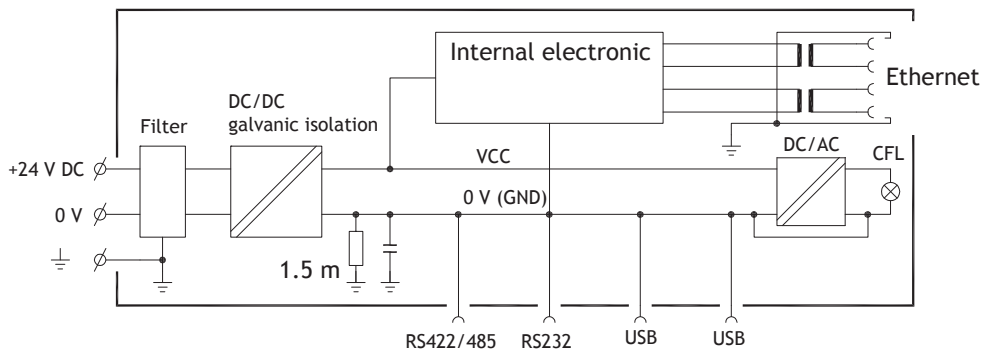 Internal electronic
Ethernet
DC/DC
galvanic isolation
Filter
DC/AC
CFL
+24 V DC
VCC
0 V
0 V (GND)
1.5 m
RS422/485
RS232
USB
USB